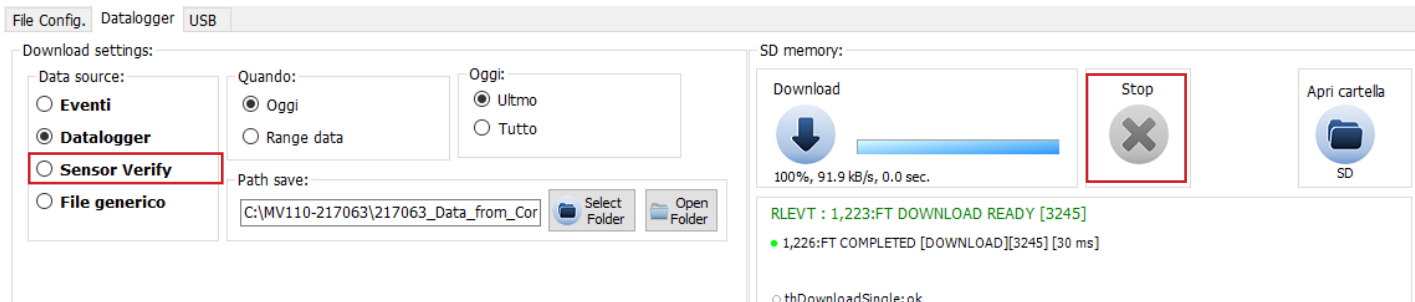 File Config. Datalogger USB
Download settings:
Data source:
Eventi
Datalogger
Sensor Verify
File generico
Quando:
Oggi
Range data
Oggi:
Ultmo
Tutto
Path save:
C:\MV110-217063\217063_Data_from_Cor
Select Folder
Open Folder
SD memory:
Download
100%, 91.9 kB/s, 0.0 sec.
Stop
Apri cartella
SD
RLEVT : 1,223:FT DOWNLOAD READY [3245]
1,226:FT COMPLETED [DOWNLOAD][3245] [30 ms]
thDownloadSingle: ok